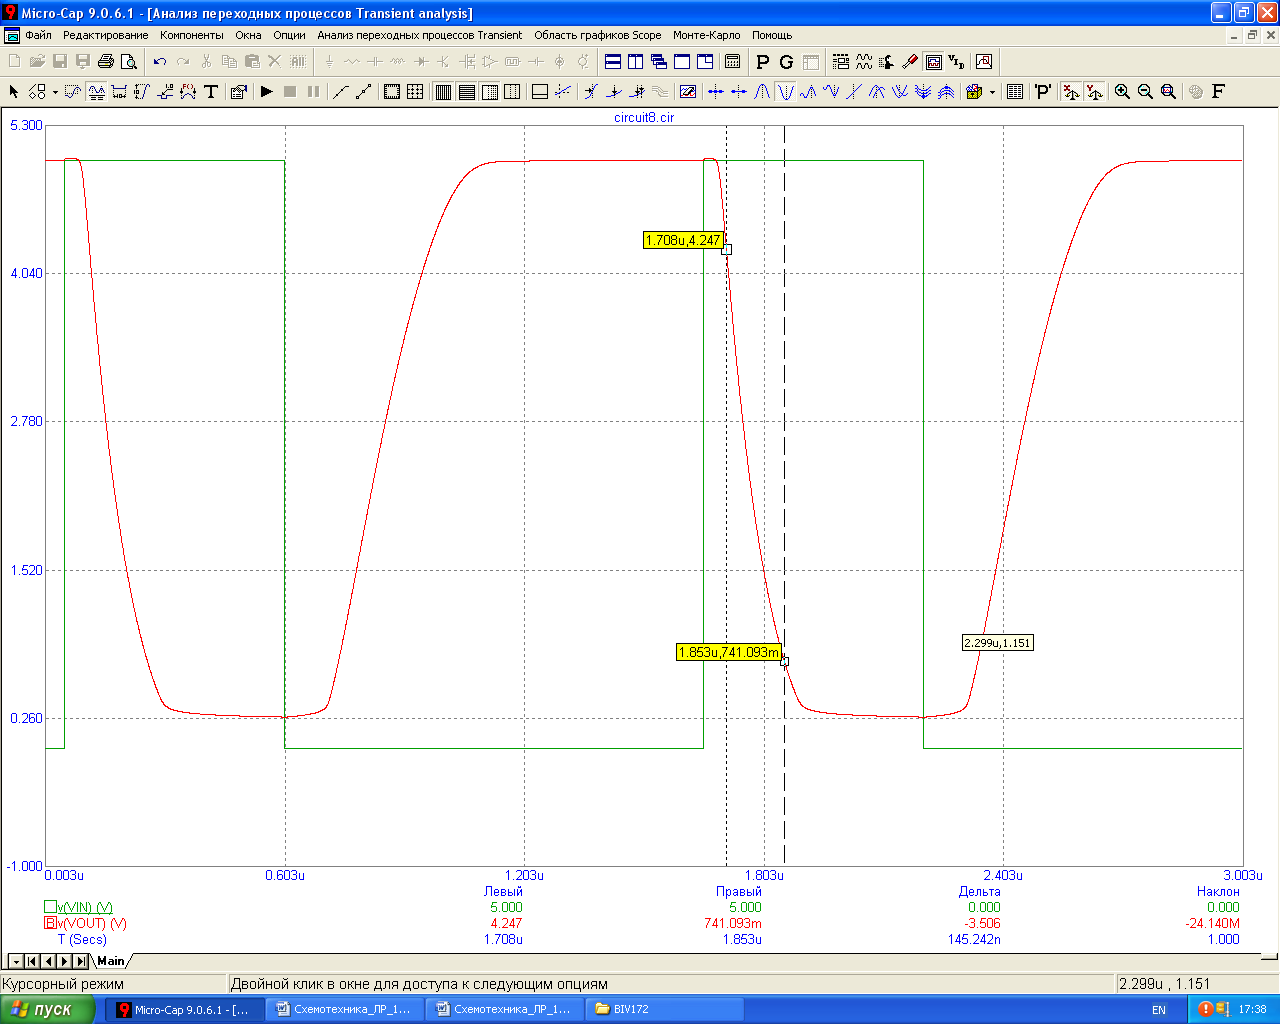 Micro-Cap 9.0.6.1 - [Анализ переходных процессов Transient analysis]
Файл Редактирование Компоненты Окна Опции Анализ переходных процессов Transient Область графиков Scope Монте-Карло Помощь
circuit8.cir
5.300
1.708u,4.247
4.040
2.780
1.520
2.299u,1.151
1.853u,741.093m
0.260
-1.000
0.003u 0.603u 1.203u 1.803u 2.403u 3.003u
Левый Правый Дельта Наклон
v(VIN) (V) 5.000 5.000 0.000 0.000
B v(VOUT) (V) 4.247 741.093m -3.506 -24.140M
T (Secs) 1.708u 1.853u 145.242n 1.000
Main
Курсорный режим Двойной клик в окне для доступа к следующим опциям 2.299u , 1.151
пуск Micro-Cap 9.0.6.1 - [... Схемотехника_ЛР_1... Схемотехника_ЛР_1... BIV172 EN 17:38